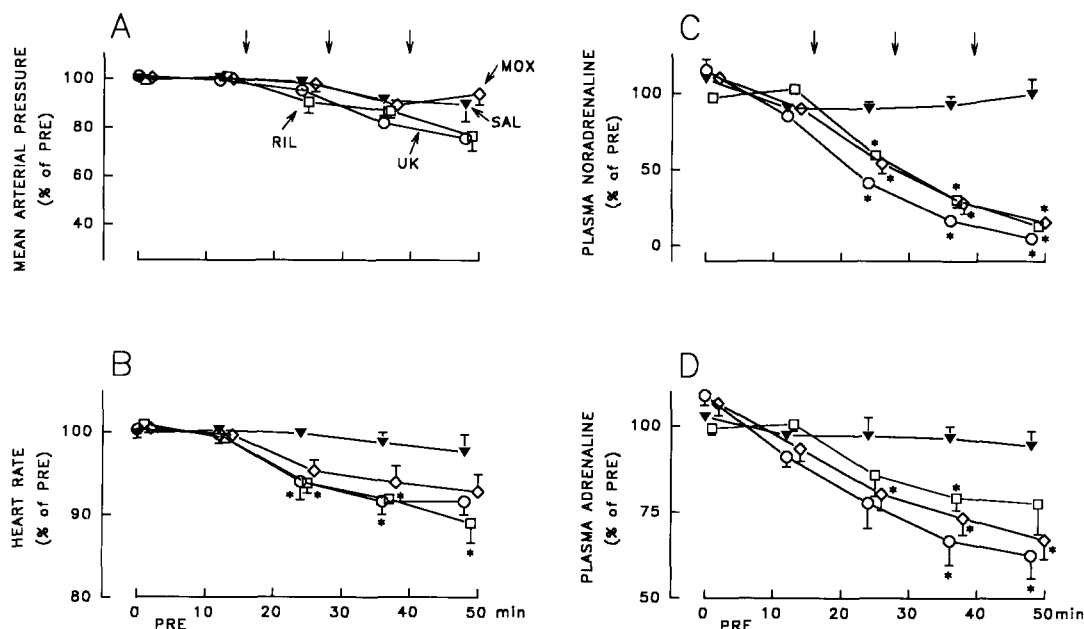 A
MEAN ARTERIAL PRESSURE
(% of PRE)
100
80
60
40
MOX
SAL
RIL
UK
B
HEART RATE
(% of PRE)
100
90
80
0 10 20 30 40 50 min
PRE
C
PLASMA NORADRENALINE
(% of PRE)
100
50
0
*
*
*
*
*
*
*
*
*
D
PLASMA ADRENALINE
(% of PRE)
100
75
50
0 10 20 30 40 50 min
PRE